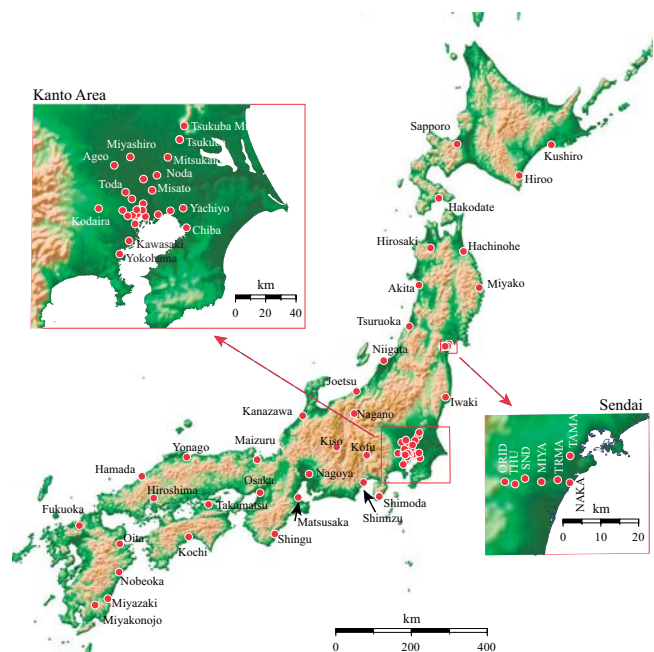 Kanto Area
Tsukuba
Tsukub
Miyashiro
Ageo
Mitsukai
Noda
Toda
Misato
Kodaira
Yachiyo
Chiba
Kawasaki
Yokohama
km
0 20 40
Sapporo
Kushiro
Hiroo
Hakodate
Hirosaki
Hachinohe
Akita
Miyako
Tsuruoka
Niigata
Joetsu
Iwaki
Kanazawa
Nagano
Sendai
ORID
THU
SND
MIYA
TRMA
TAMA
NAKA
km
0 10 20
Yonago
Maizuru
Kiso
Kofu
Hamada
Osaka
Nagoya
Hiroshima
Takamatsu
Matsusaka
Shimizu
Shimoda
Fukuoka
Oita
Kochi
Shingu
Nobeoka
Miyazaki
Miyakonojo
km
0 200 400